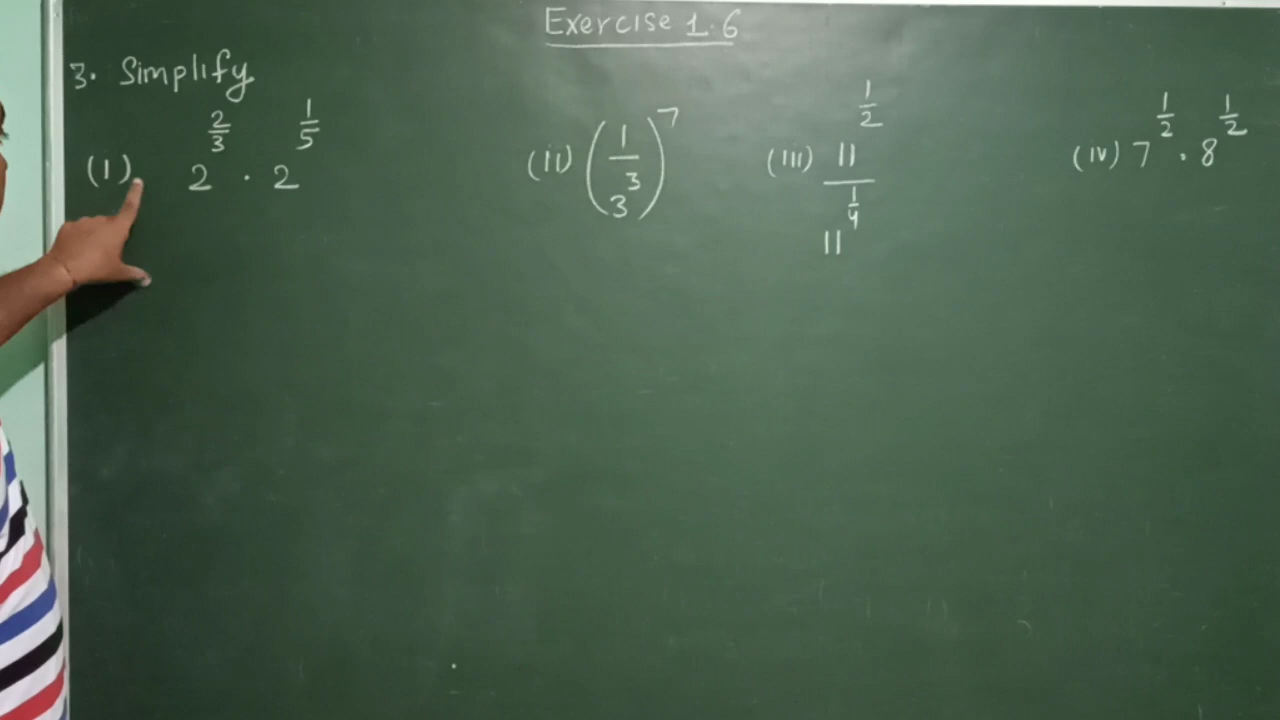 Exercise 1.6
3. Simplify
(i) 2^{2/3} . 2^{1/5}
(ii) (1/3^3)^7
(iii) 11^{1/2} / 11^{1/4}
(iv) 7^{1/2} . 8^{1/2}